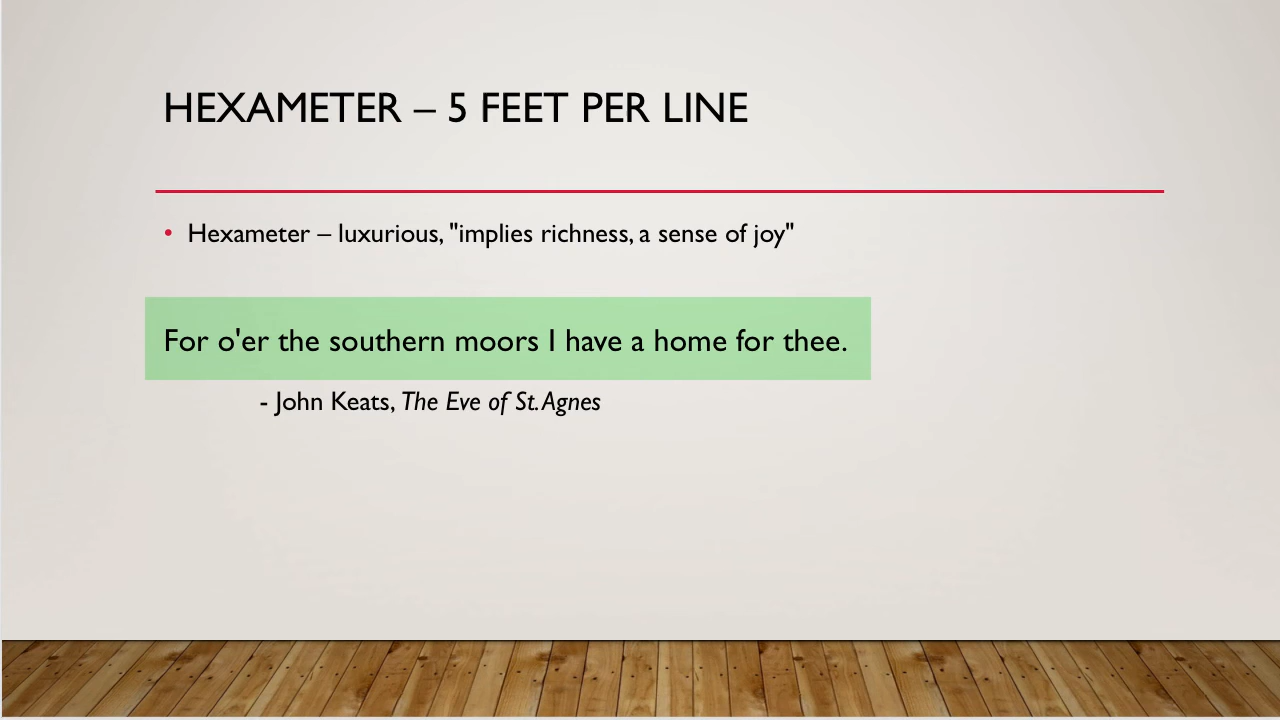 HEXAMETER – 5 FEET PER LINE
• Hexameter – luxurious, "implies richness, a sense of joy"
For o'er the southern moors I have a home for thee.
- John Keats, The Eve of St. Agnes